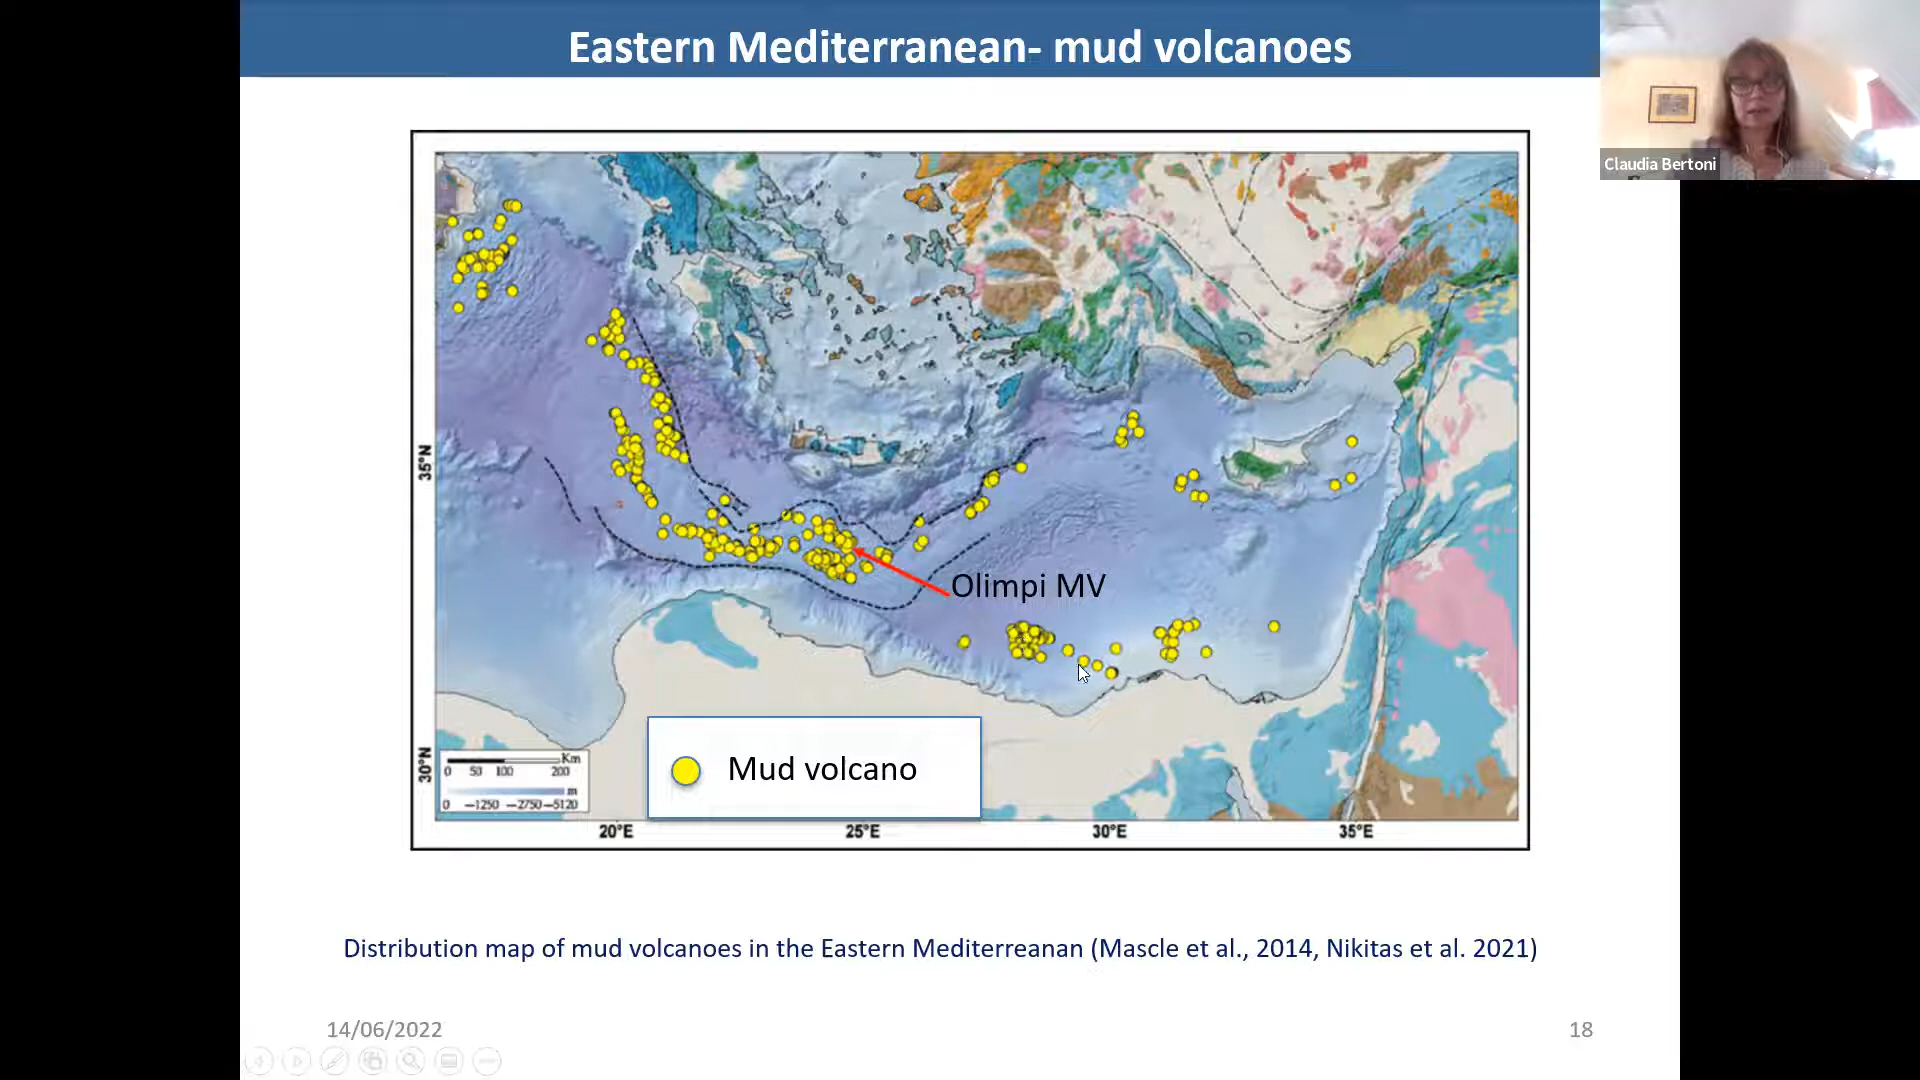 Eastern Mediterranean- mud volcanoes
Claudia Bertoni
35°N
Olimpi MV
30°N
Km
0 50 100 200
m
0 −1250 −2750 −5120
Mud volcano
20°E 25°E 30°E 35°E
Distribution map of mud volcanoes in the Eastern Mediterreanan (Mascle et al., 2014, Nikitas et al. 2021)
14/06/2022
18